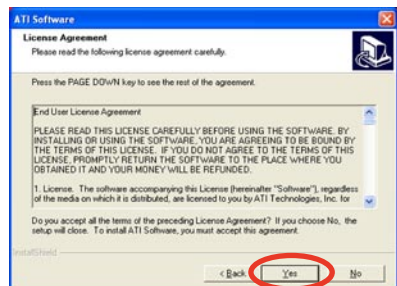 ATI Software
License Agreement
Please read the following license agreement carefully.
Press the PAGE DOWN key to see the rest of the agreement.
End User License Agreement
PLEASE READ THIS LICENSE CAREFULLY BEFORE USING THE SOFTWARE. BY
INSTALLING OR USING THE SOFTWARE, YOU ARE AGREEING TO BE BOUND BY
THE TERMS OF THIS LICENSE. IF YOU DO NOT AGREE TO THE TERMS OF THIS
LICENSE, PROMPTLY RETURN THE SOFTWARE TO THE PLACE WHERE YOU
OBTAINED IT AND YOUR MONEY WILL BE REFUNDED.
1. License. The software accompanying this License (hereinafter "Software"), regardless
of the media on which it is distributed, are licensed to you by ATI Technologies, Inc. for
Do you accept all the terms of the preceding License Agreement? If you choose No, the
setup will close. To install ATI Software, you must accept this agreement.
InstallShield
< Back Yes No